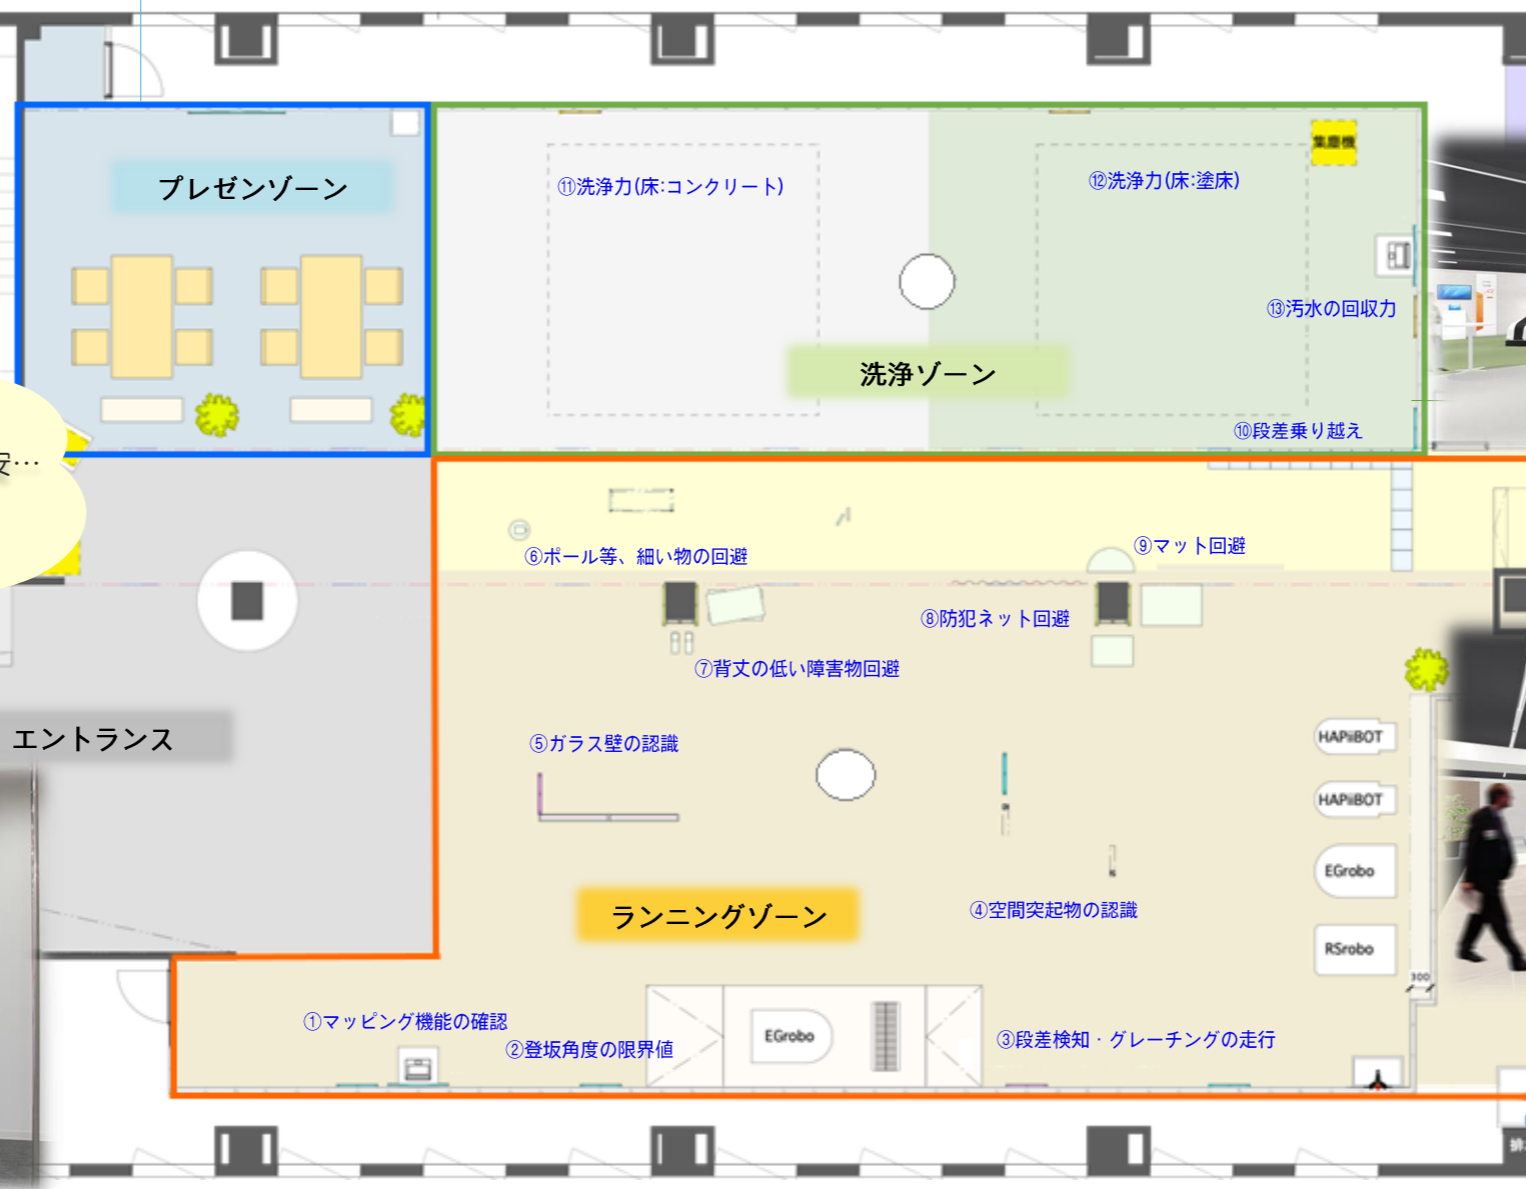 プレゼンゾーン
⑪洗浄力(床:コンクリート)
⑫洗浄力(床:塗床)
集塵機
⑬汚水の回収力
洗浄ゾーン
⑩段差乗り越え
安…
⑥ポール等、細い物の回避
⑨マット回避
⑧防犯ネット回避
⑦背丈の低い障害物回避
エントランス
⑤ガラス壁の認識
HAPiiBOT
HAPiiBOT
EGrobo
④空間突起物の認識
ランニングゾーン
RSrobo
300
①マッピング機能の確認
②登坂角度の限界値
EGrobo
③段差検知・グレーチングの走行